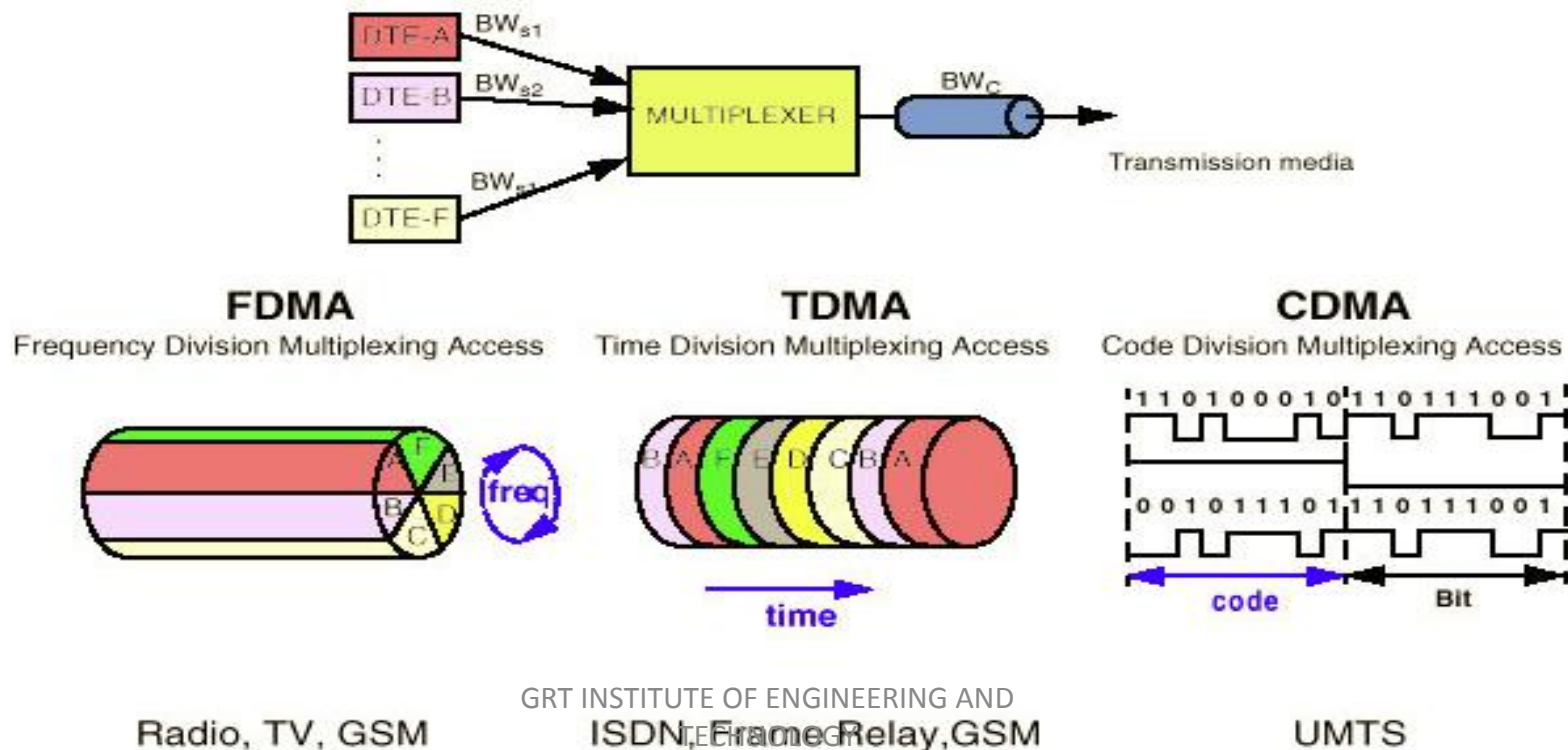 DTE-A BWs1
DTE-B BWs2
DTE-F BWs1
MULTIPLEXER
BWC
Transmission media
FDMA
Frequency Division Multiplexing Access
TDMA
Time Division Multiplexing Access
CDMA
Code Division Multiplexing Access
A F E B C D
freq
B A F E D C B A
time
1 1 0 1 0 0 0 1 0 1 1 0 1 1 1 0 0 1
0 0 1 0 1 1 1 0 1 1 1 0 1 1 1 0 0 1
code
Bit
GRT INSTITUTE OF ENGINEERING AND
TECHNOLOGY
Radio, TV, GSM
ISDN, Frame Relay,GSM
UMTS